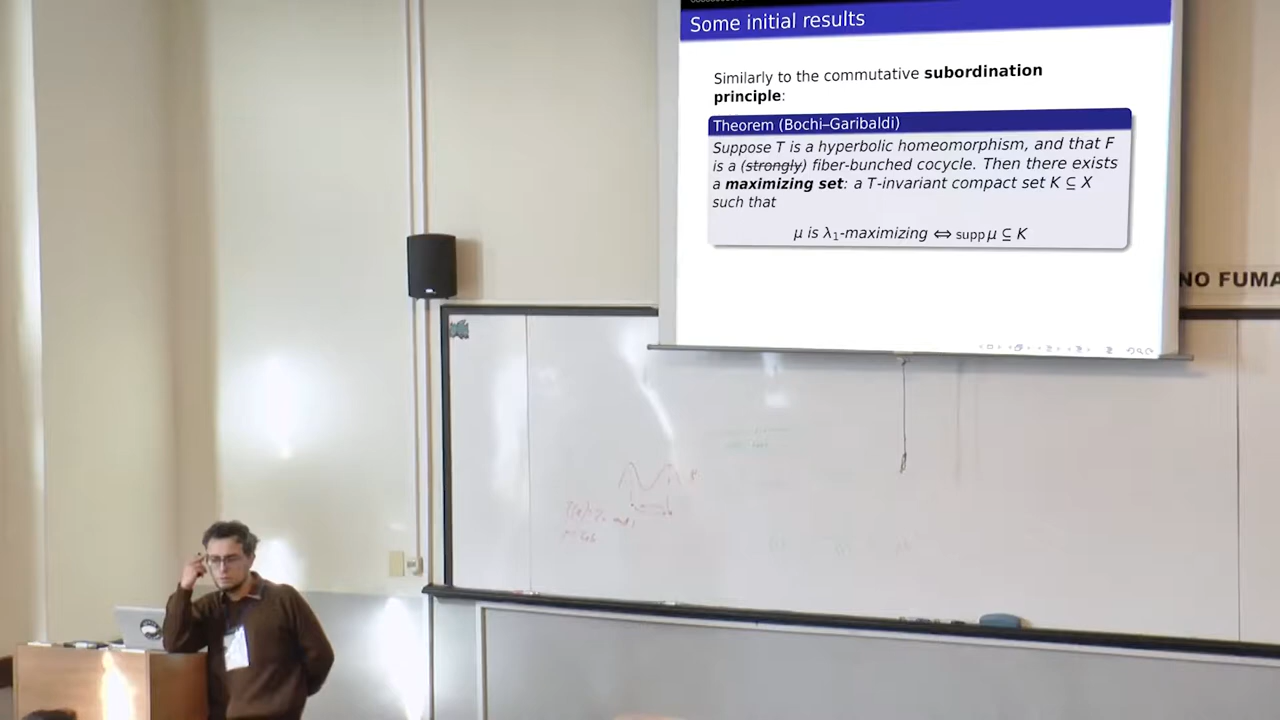 Some initial results
Similarly to the commutative subordination
principle:
Theorem (Bochi–Garibaldi)
Suppose T is a hyperbolic homeomorphism, and that F
is a (strongly) fiber-bunched cocycle. Then there exists
a maximizing set: a T-invariant compact set K ⊆ X
such that
μ is λ₁-maximizing ⇔ supp μ ⊆ K
NO FUMA